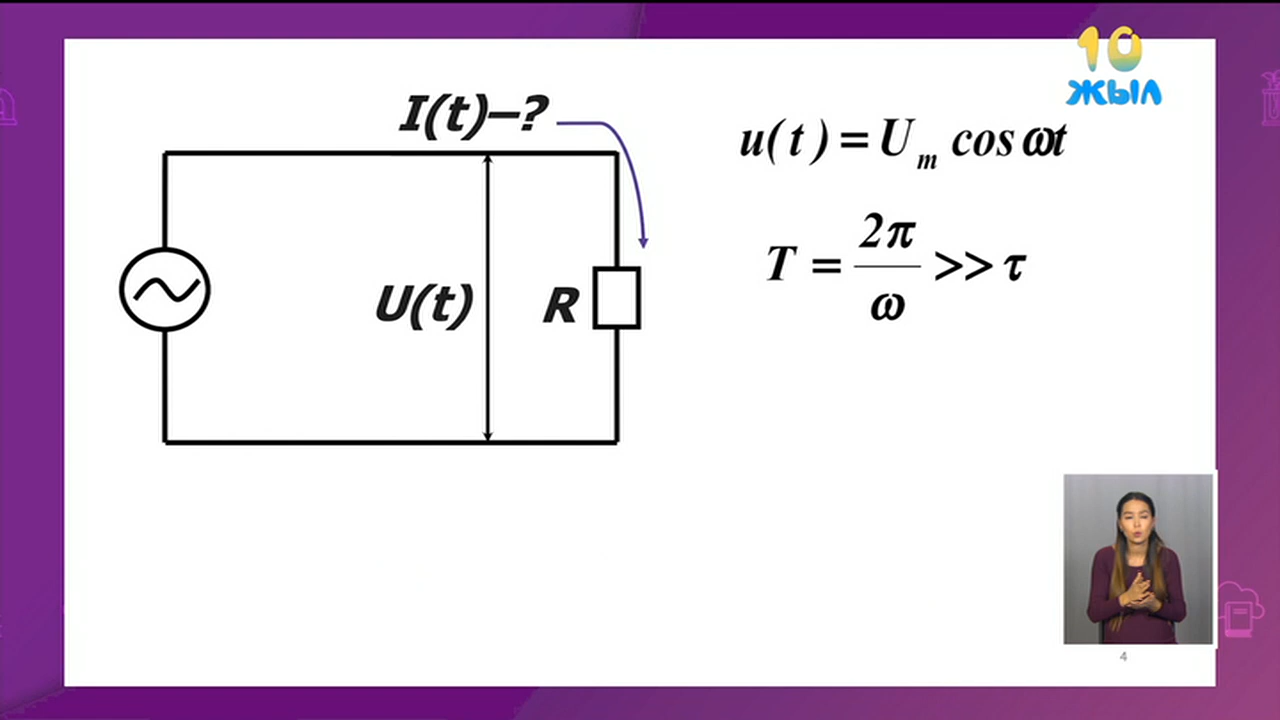 10
ЖЫЛ
I(t)–?
u(t) = U_m cos ωt
T = 2π/ω >> τ
U(t)
R
4